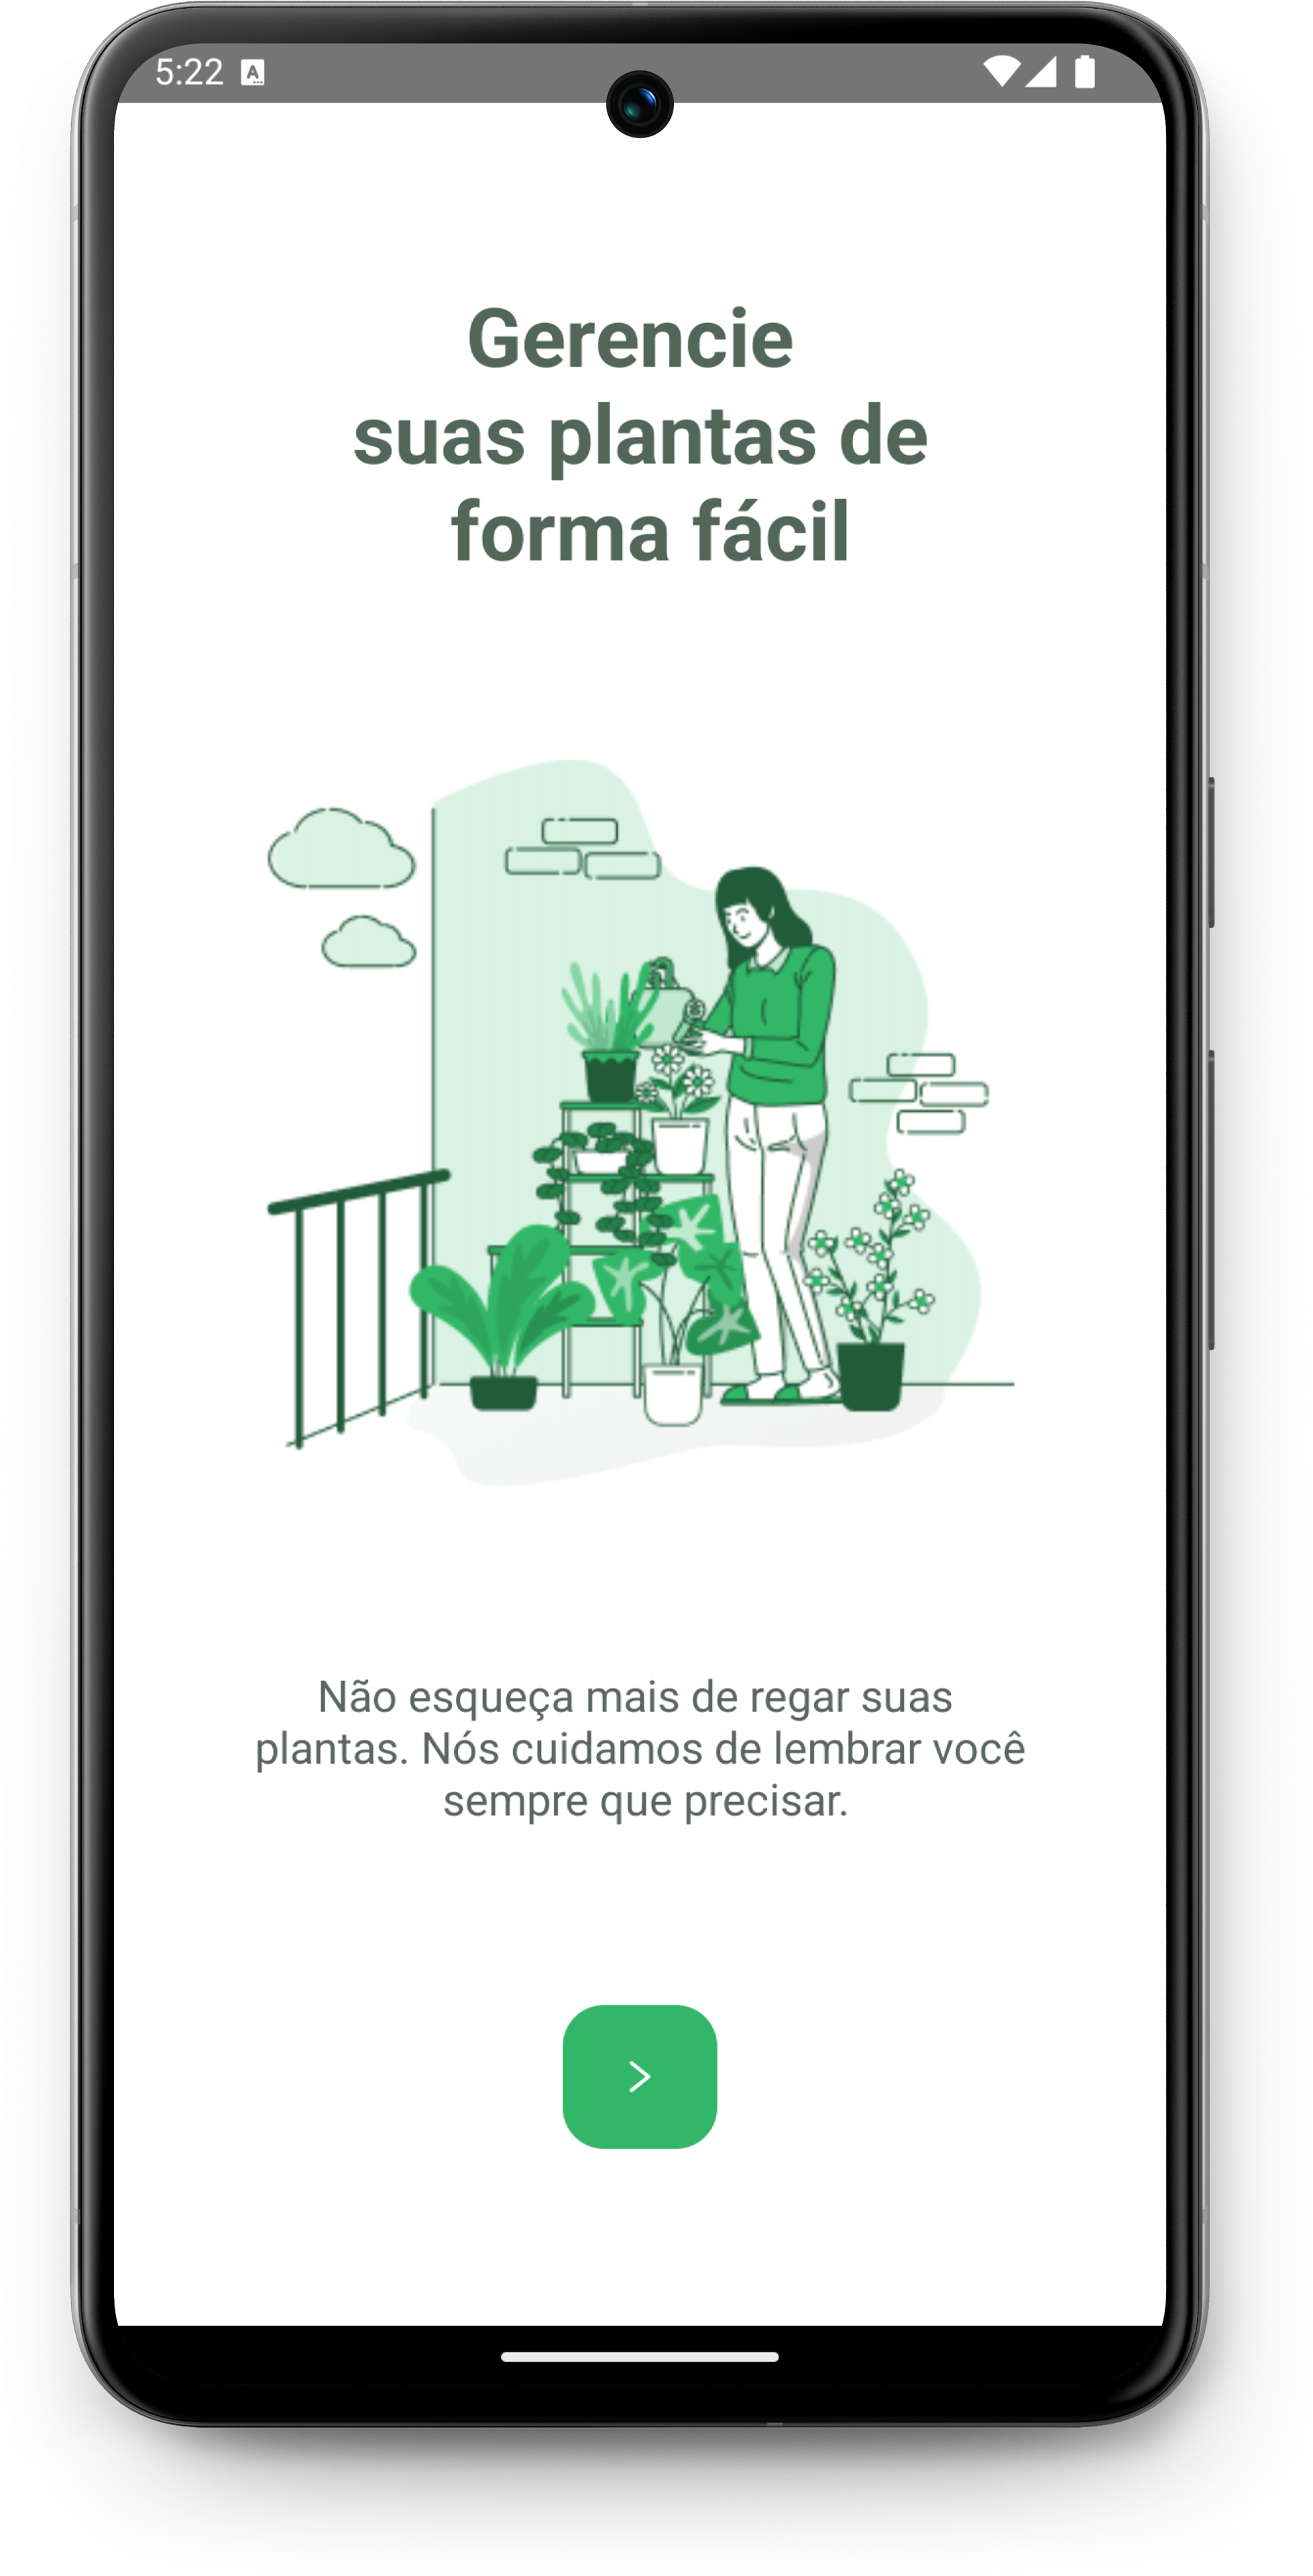 5:22
A
Gerencie
suas plantas de
forma fácil
Não esqueça mais de regar suas
plantas. Nós cuidamos de lembrar você
sempre que precisar.